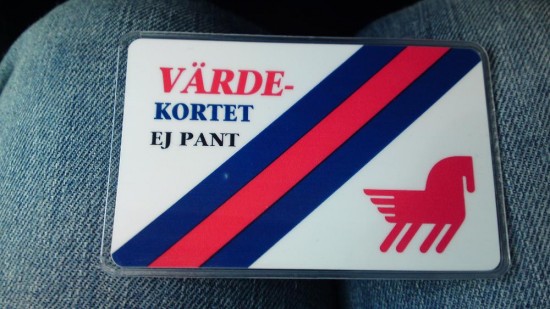 VÄRDE-
KORTET
EJ PANT